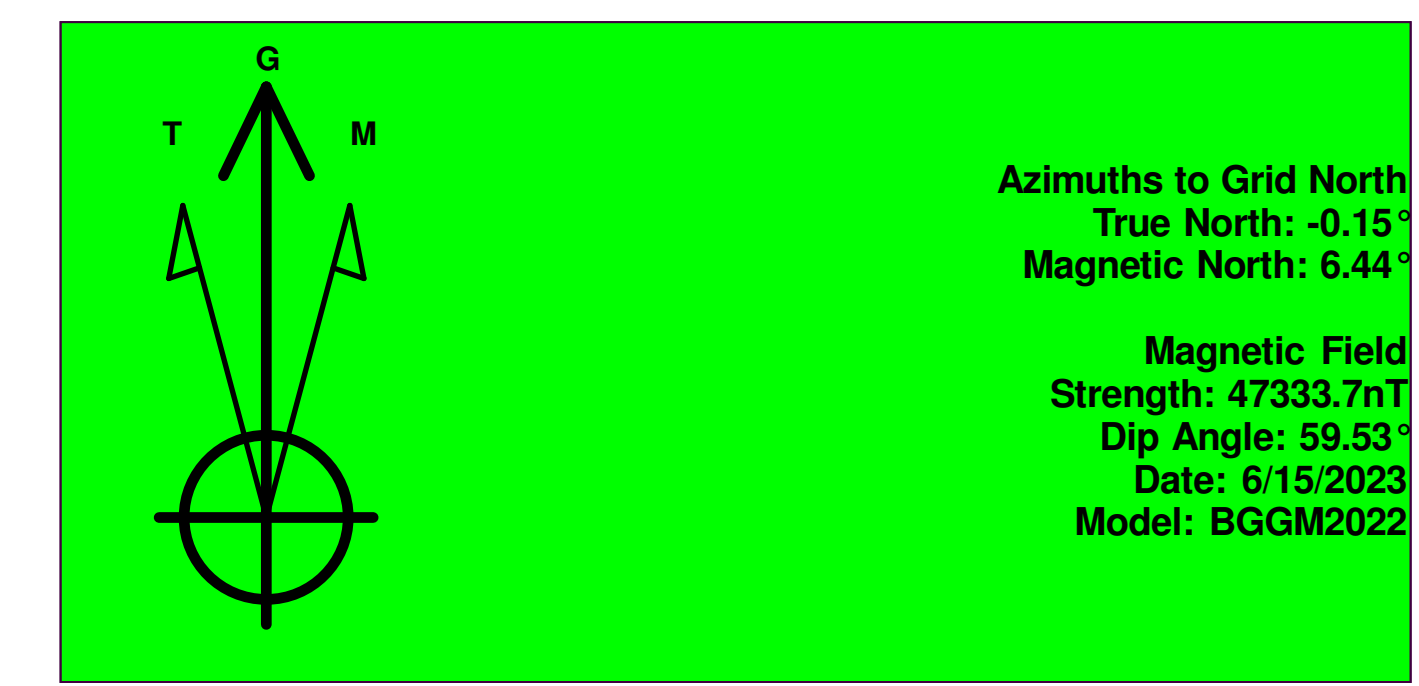 G
T M
Azimuths to Grid North
True North: -0.15°
Magnetic North: 6.44°
Magnetic Field
Strength: 47333.7nT
Dip Angle: 59.53°
Date: 6/15/2023
Model: BGGM2022